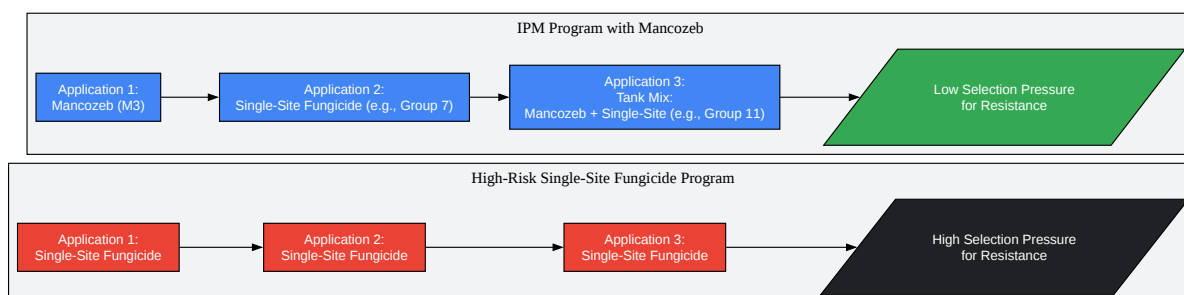 IPM Program with Mancozeb
Application 1:
Mancozeb (M3)
Application 2:
Single-Site Fungicide (e.g., Group 7)
Application 3:
Tank Mix:
Mancozeb + Single-Site (e.g., Group 11)
Low Selection Pressure
for Resistance
High-Risk Single-Site Fungicide Program
Application 1:
Single-Site Fungicide
Application 2:
Single-Site Fungicide
Application 3:
Single-Site Fungicide
High Selection Pressure
for Resistance